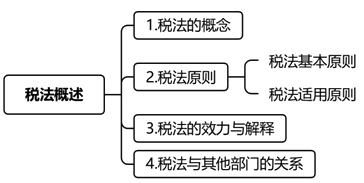 税法概述
1.税法的概念
2.税法原则
税法基本原则
税法适用原则
3.税法的效力与解释
4.税法与其他部门的关系